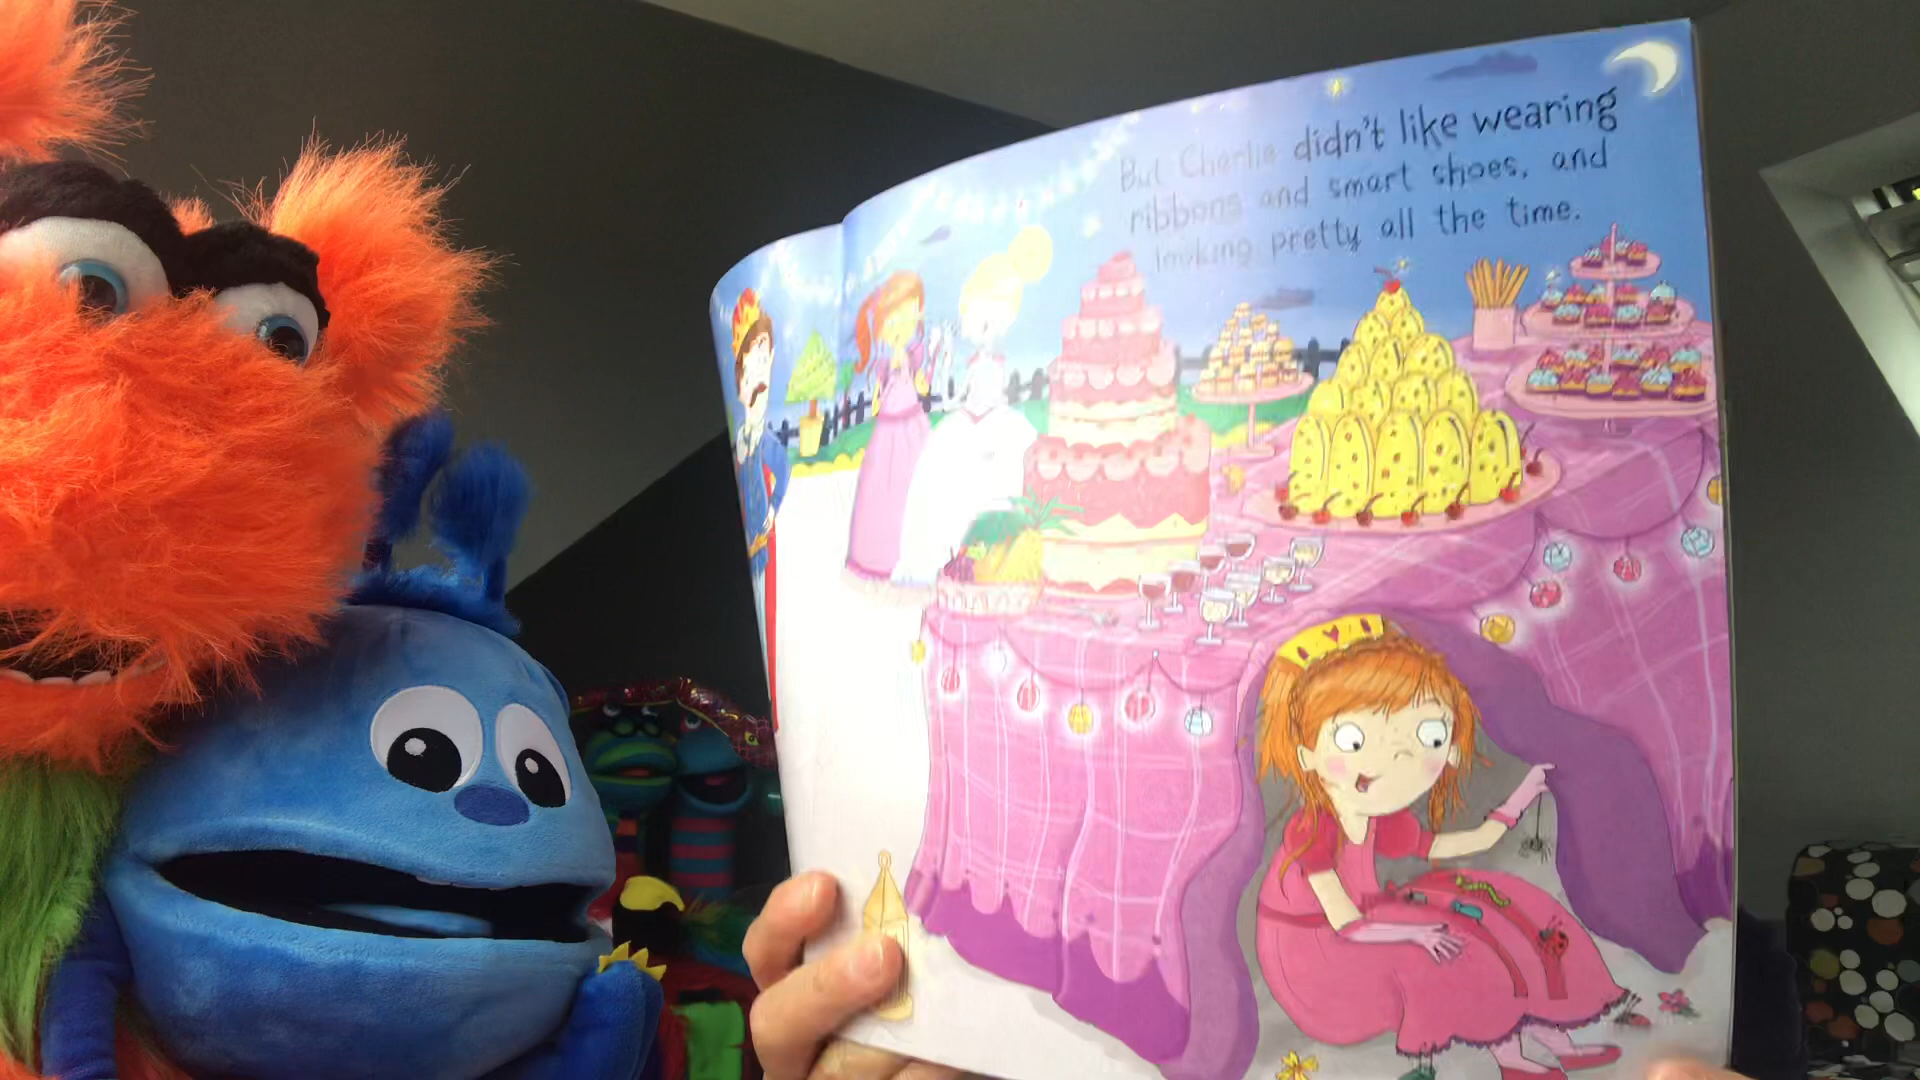 But Charlie didn't like wearing
ribbons and smart shoes, and
looking pretty all the time.